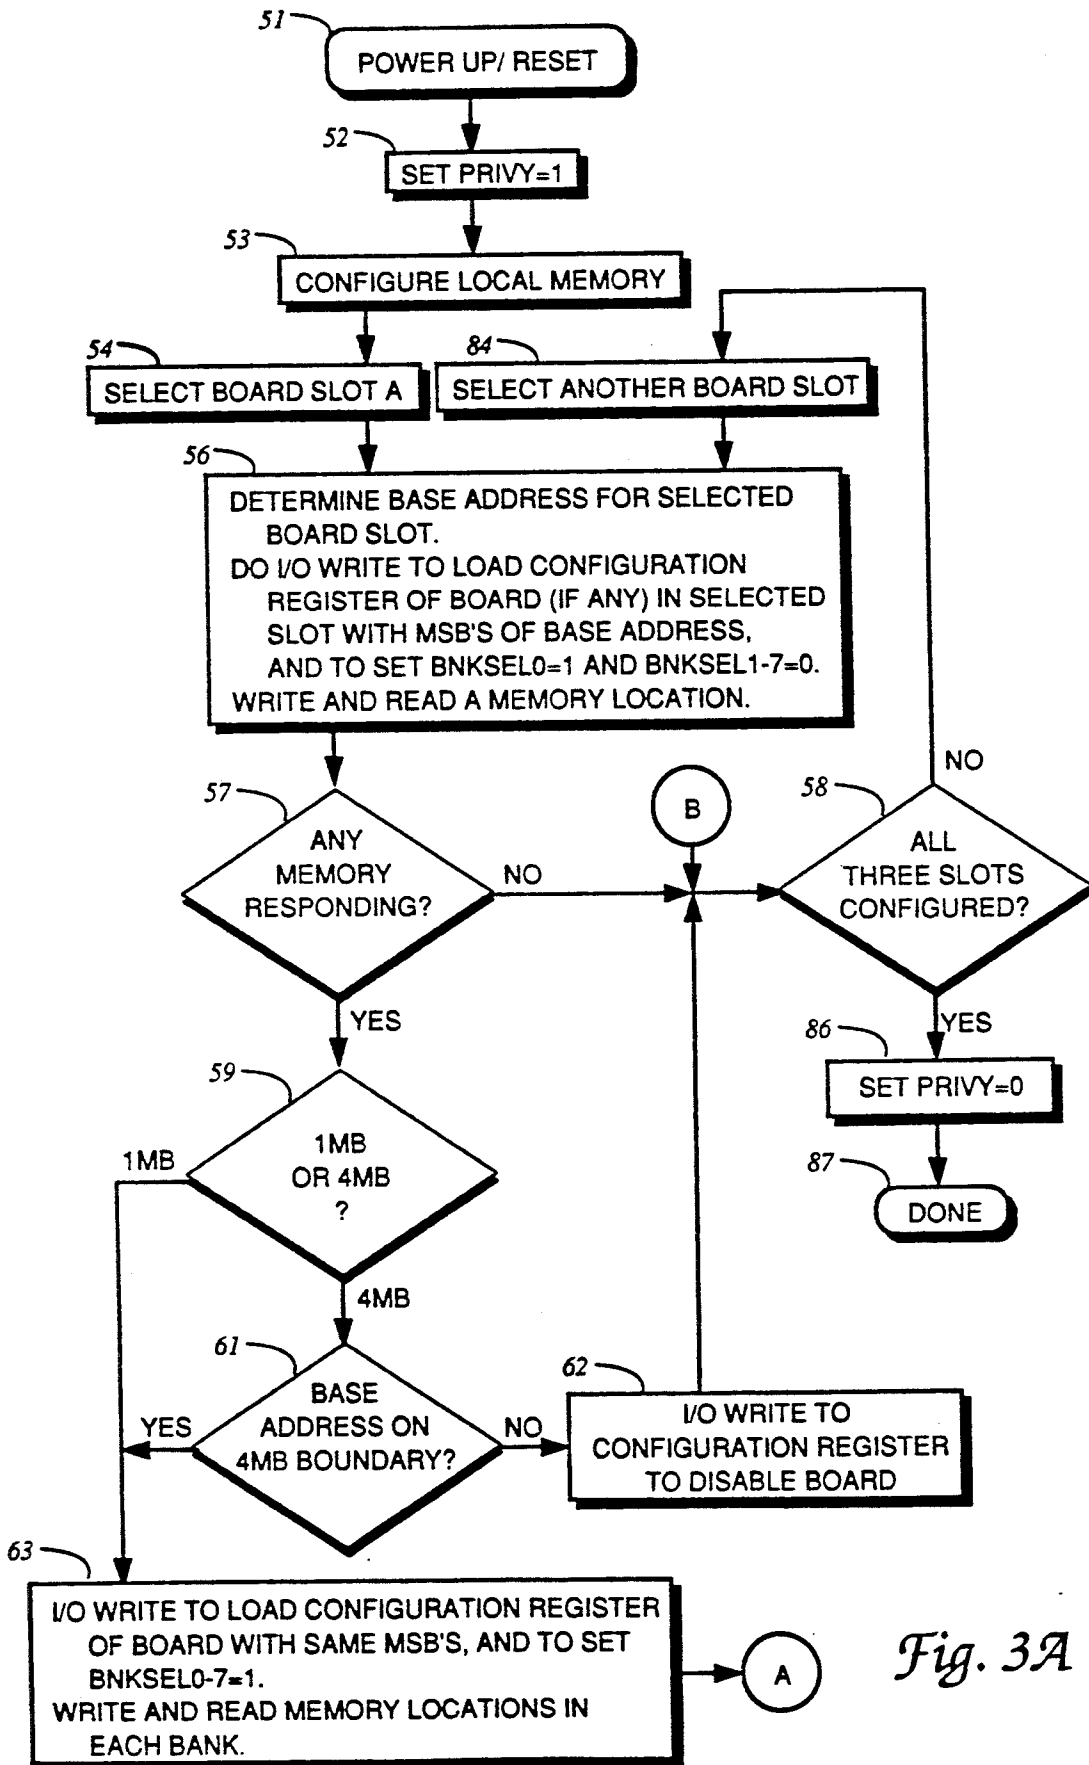 51
POWER UP/ RESET
52
SET PRIVY=1
53
CONFIGURE LOCAL MEMORY
54
SELECT BOARD SLOT A
84
SELECT ANOTHER BOARD SLOT
56
DETERMINE BASE ADDRESS FOR SELECTED
BOARD SLOT.
DO I/O WRITE TO LOAD CONFIGURATION
REGISTER OF BOARD (IF ANY) IN SELECTED
SLOT WITH MSB'S OF BASE ADDRESS,
AND TO SET BNKSEL0=1 AND BNKSEL1-7=0.
WRITE AND READ A MEMORY LOCATION.
57
ANY
MEMORY
RESPONDING?
NO
YES
B
58
ALL
THREE SLOTS
CONFIGURED?
NO
YES
86
SET PRIVY=0
87
DONE
59
1MB
OR 4MB
?
1MB
4MB
61
BASE
ADDRESS ON
4MB BOUNDARY?
YES
NO
62
I/O WRITE TO
CONFIGURATION REGISTER
TO DISABLE BOARD
63
I/O WRITE TO LOAD CONFIGURATION REGISTER
OF BOARD WITH SAME MSB'S, AND TO SET
BNKSEL0-7=1.
WRITE AND READ MEMORY LOCATIONS IN
EACH BANK.
A
Fig. 3A